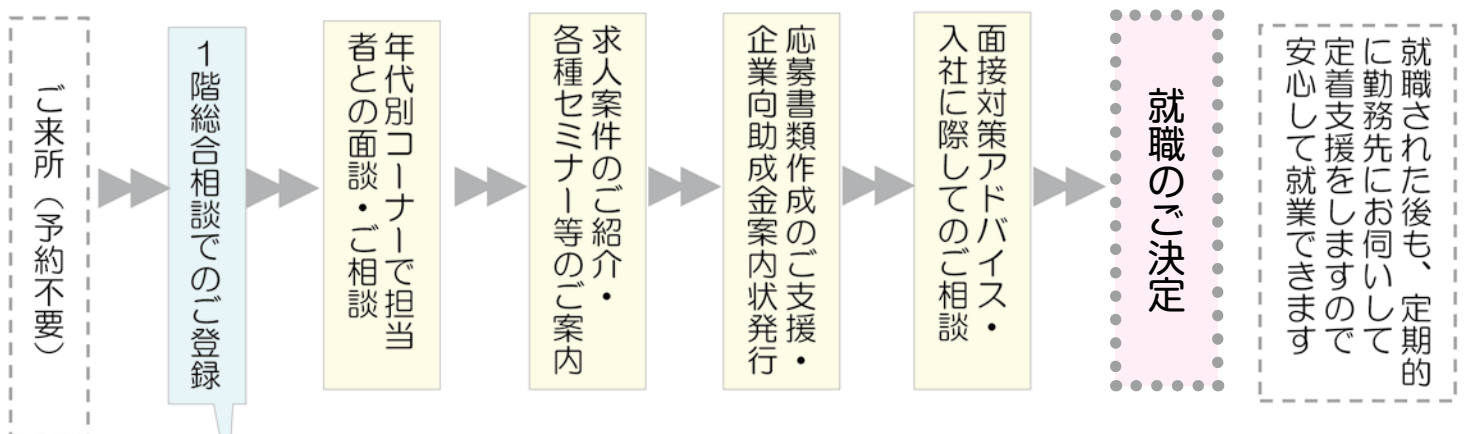 ご来所（予約不要）
1階総合相談でのご登録
年代別コーナーで担当
者との面談・ご相談
求人案件のご紹介・
各種セミナー等のご案内
応募書類作成のご支援・
企業向助成金案内状発行
面接対策アドバイス・
入社に際してのご相談
就職のご決定
就職された後も、定期的
に勤務先にお伺いして
定着支援をしますので
安心して就業できます